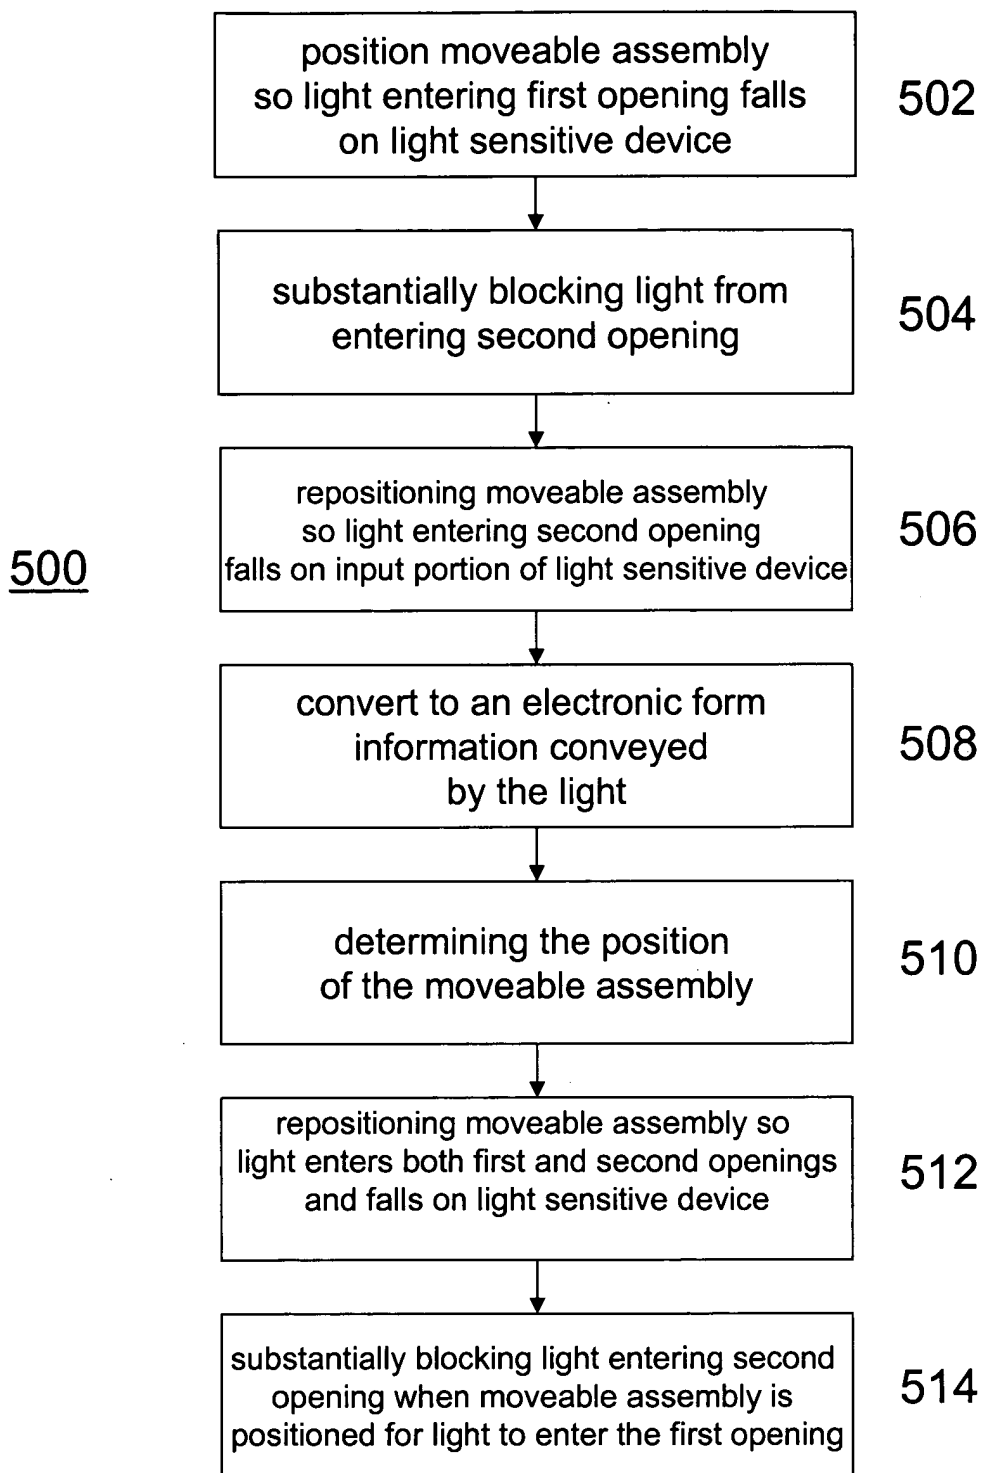 position moveable assembly
so light entering first opening falls
on light sensitive device
502
substantially blocking light from
entering second opening
504
repositioning moveable assembly
so light entering second opening
falls on input portion of light sensitive device
506
500
convert to an electronic form
information conveyed
by the light
508
determining the position
of the moveable assembly
510
repositioning moveable assembly so
light enters both first and second openings
and falls on light sensitive device
512
substantially blocking light entering second
opening when moveable assembly is
positioned for light to enter the first opening
514